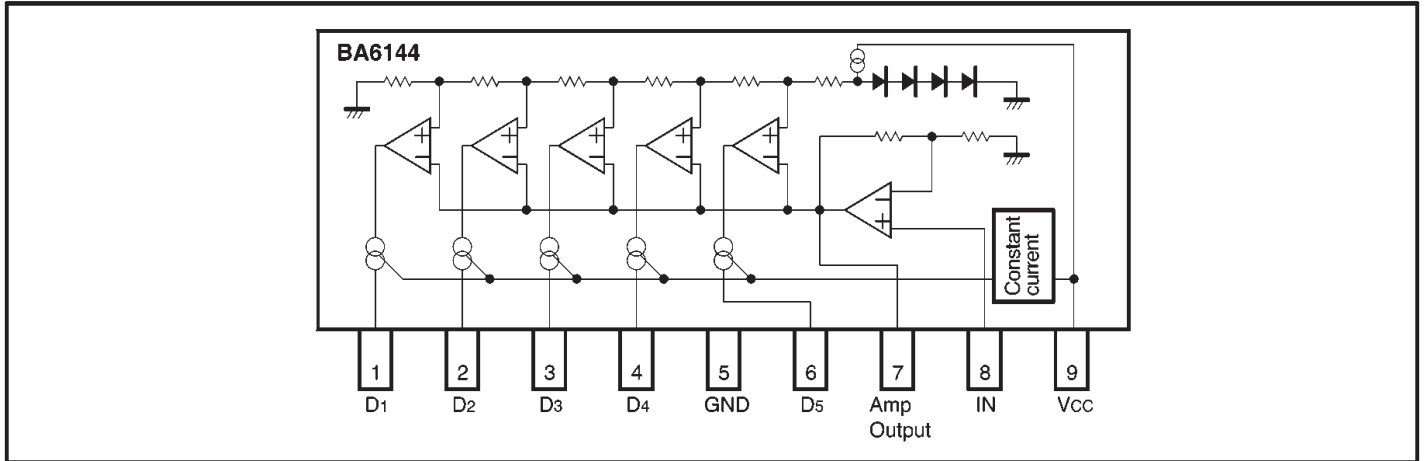 BA6144
+
−
+
−
+
−
+
−
+
−
−
+
Constant
current
1
2
3
4
5
6
7
8
9
D1
D2
D3
D4
GND
D5
Amp
Output
IN
VCC